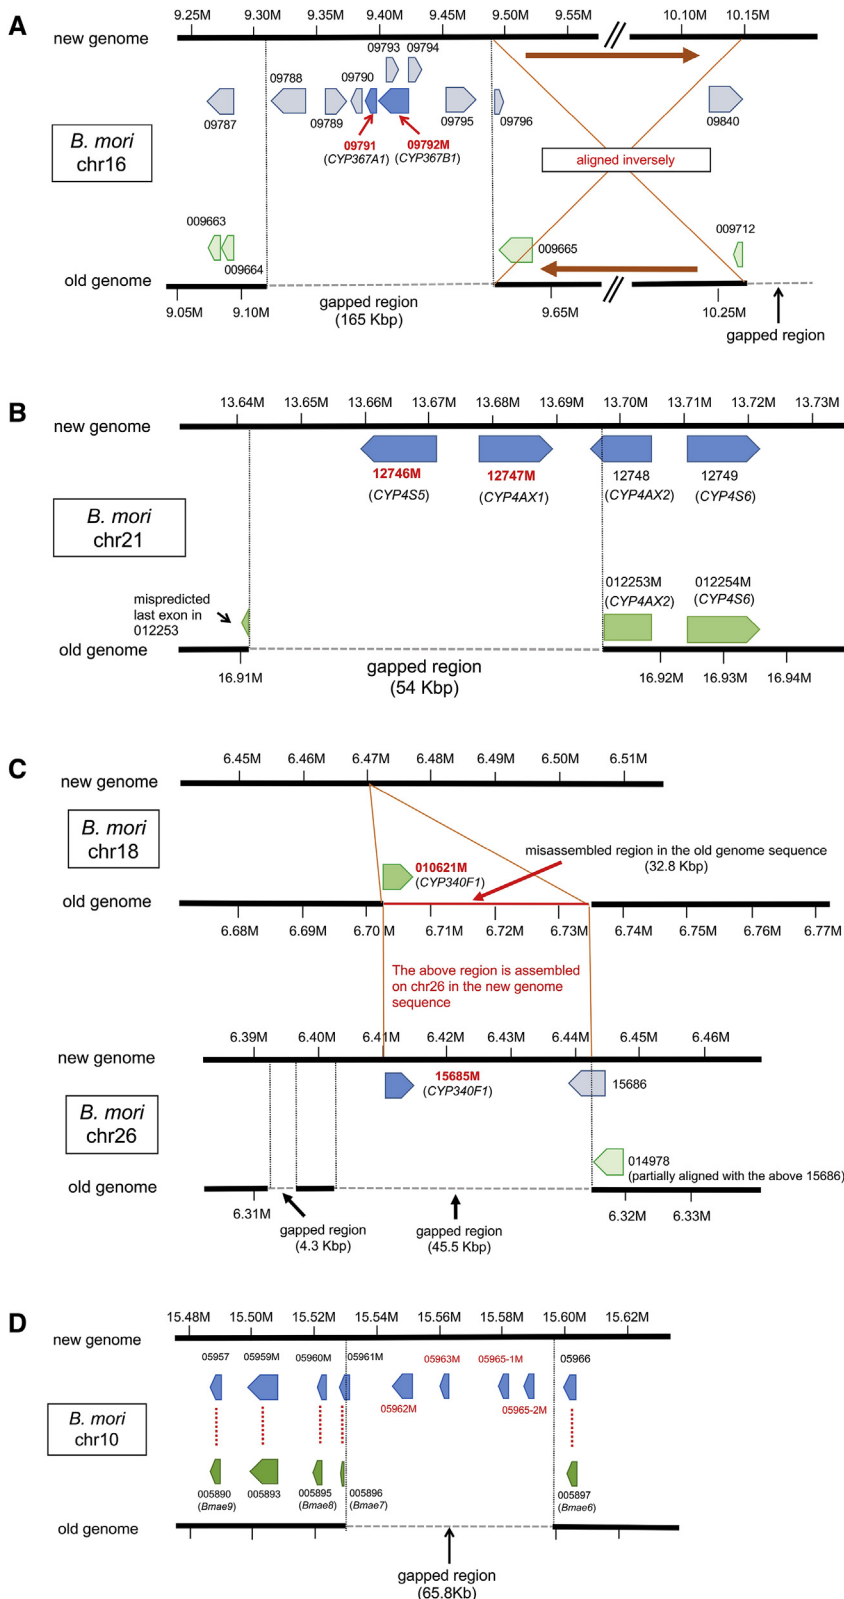 A
9.25M 9.30M 9.35M 9.40M 9.45M 9.50M 9.55M 10.10M 10.15M
new genome
09793 09794
09788 09790
09787 09789 09795 09796 09840
09791 09792M
(CYP367A1) (CYP367B1)
B. mori
chr16
aligned inversely
009663
009664
009665
009712
old genome
gapped region
(165 Kbp)
9.05M 9.10M 9.65M 10.25M
gapped region
B
13.64M 13.65M 13.66M 13.67M 13.68M 13.69M 13.70M 13.71M 13.72M 13.73M
new genome
12746M 12747M 12748 12749
(CYP4S5) (CYP4AX1) (CYP4AX2) (CYP4S6)
B. mori
chr21
012253M 012254M
(CYP4AX2) (CYP4S6)
mispredicted
last exon in
012253
old genome
gapped region
(54 Kbp)
16.91M 16.92M 16.93M 16.94M
C
6.45M 6.46M 6.47M 6.48M 6.49M 6.50M 6.51M
new genome
B. mori
chr18
misassembled region in the old genome sequence
(32.8 Kbp)
010621M
(CYP340F1)
old genome
6.68M 6.69M 6.70M 6.71M 6.72M 6.73M 6.74M 6.75M 6.76M 6.77M
The above region is assembled
on chr26 in the new genome
sequence
6.39M 6.40M 6.41M 6.42M 6.43M 6.44M 6.45M 6.46M
new genome
15685M
(CYP340F1)
15686
B. mori
chr26
014978
(partially aligned with the above 15686)
old genome
6.31M 6.32M 6.33M
gapped region
(4.3 Kbp)
gapped region
(45.5 Kbp)
D
15.48M 15.50M 15.52M 15.54M 15.56M 15.58M 15.60M 15.62M
new genome
05957 05959M 05960M 05961M 05963M 05965-1M 05966
05962M 05965-2M
B. mori
chr10
005890 005893 005895 005896 005897
(Bmae9) (Bmae8) (Bmae7) (Bmae6)
old genome
gapped region
(65.8Kb)